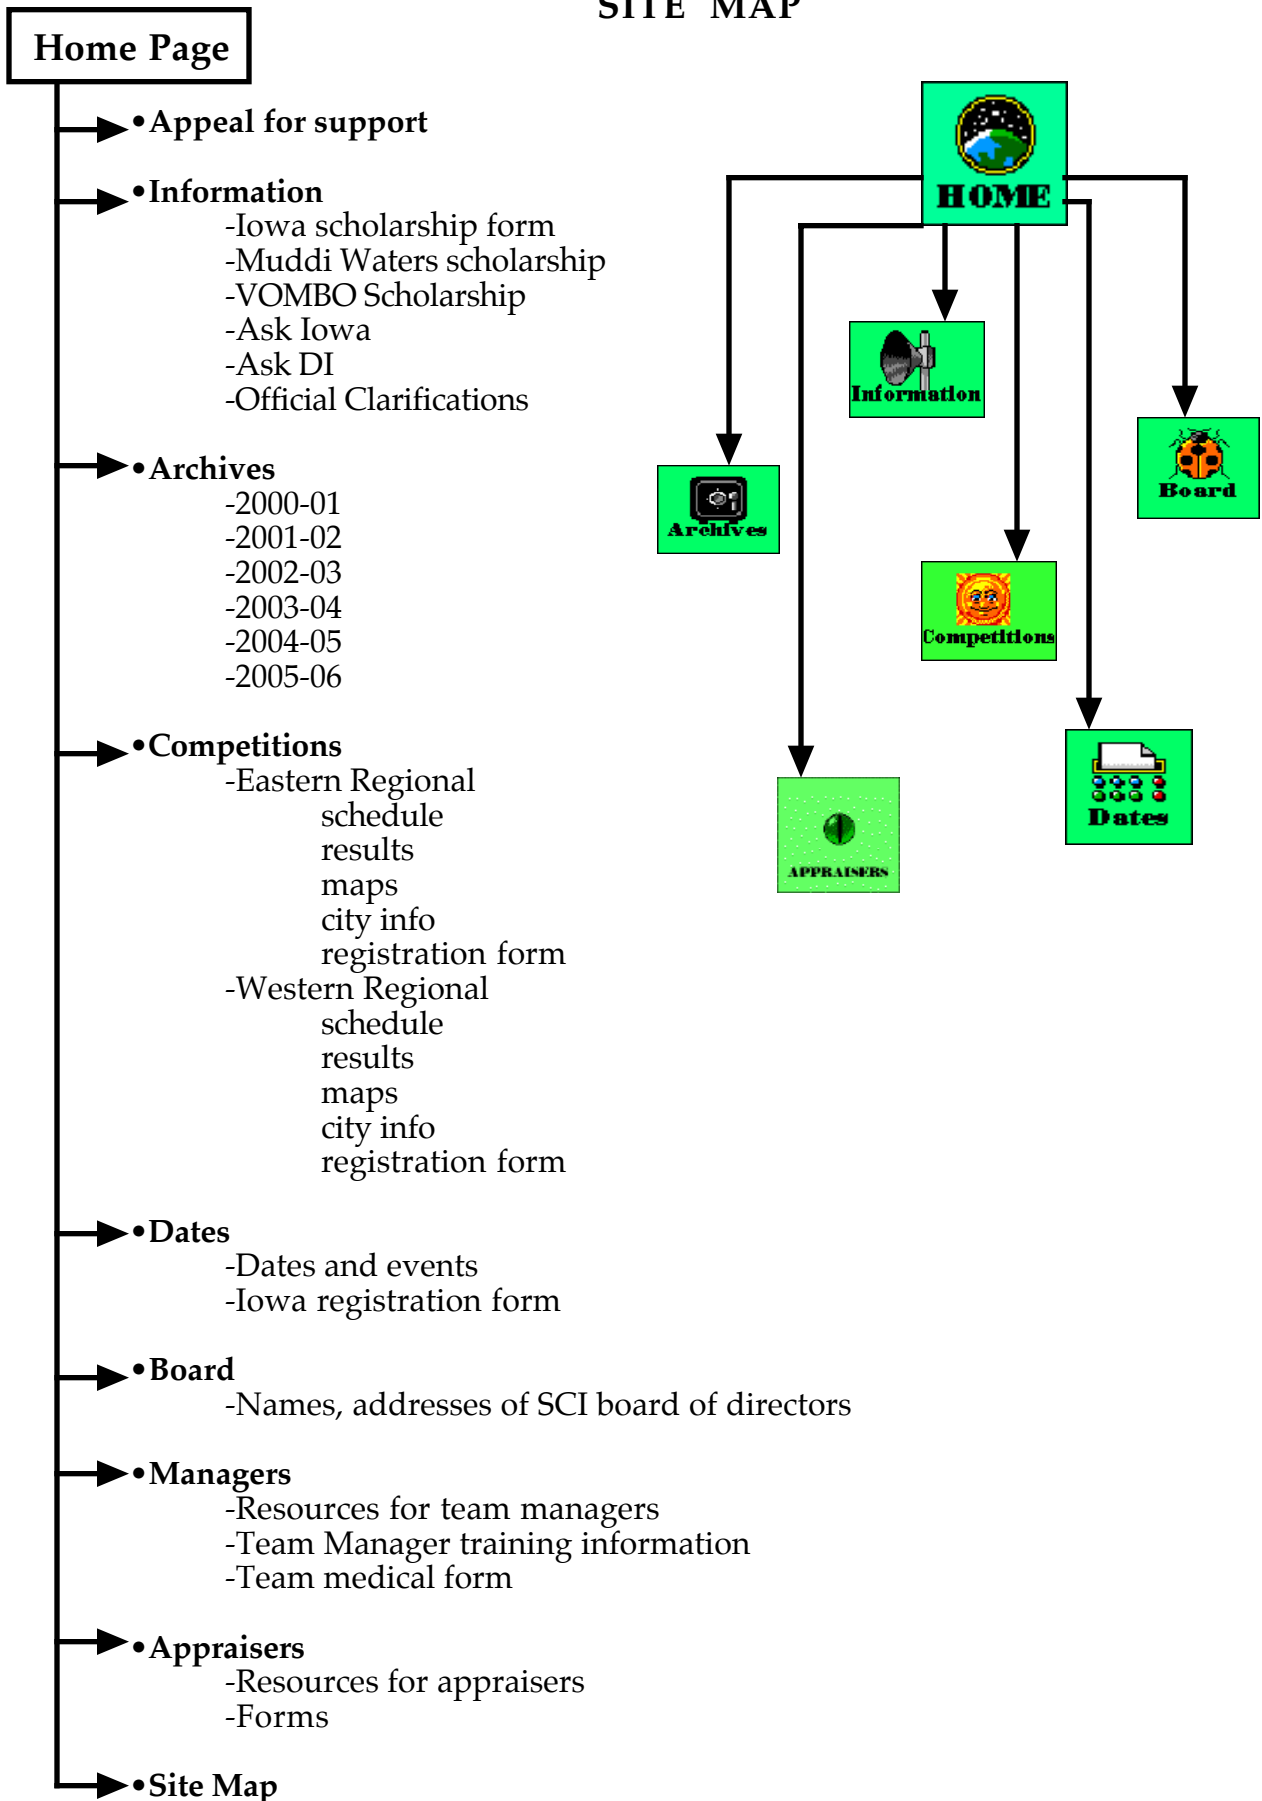 SITE MAP
Home Page
•Appeal for support
•Information
-Iowa scholarship form
-Muddi Waters scholarship
-VOMBO Scholarship
-Ask Iowa
-Ask DI
-Official Clarifications
•Archives
-2000-01
-2001-02
-2002-03
-2003-04
-2004-05
-2005-06
•Competitions
-Eastern Regional
schedule
results
maps
city info
registration form
-Western Regional
schedule
results
maps
city info
registration form
•Dates
-Dates and events
-Iowa registration form
•Board
-Names, addresses of SCI board of directors
•Managers
-Resources for team managers
-Team Manager training information
-Team medical form
•Appraisers
-Resources for appraisers
-Forms
•Site Map
HOME
Information
Board
Archives
Competitions
Dates
APPRAISERS